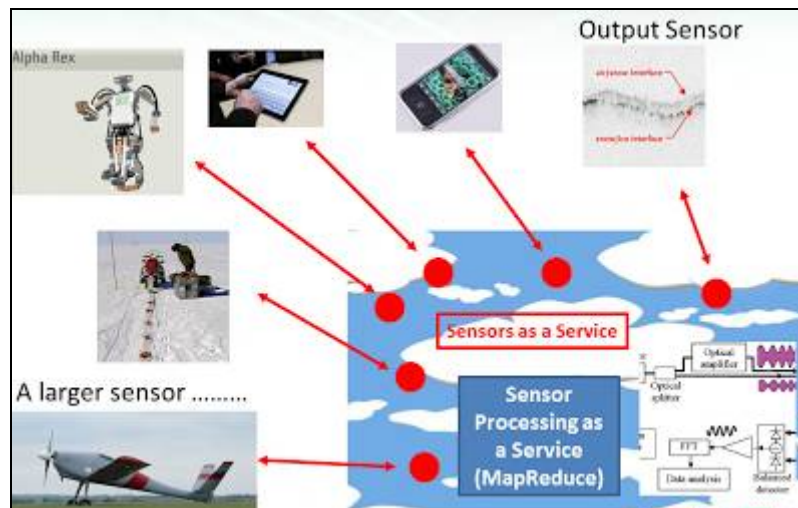 Output Sensor
Alpha Rex
Sensors as a Service
Optical
amplifier
Optical
splitter
A larger sensor .........
Sensor
Processing as
a Service
(MapReduce)
FFT
Data analysis
Balanced
detector